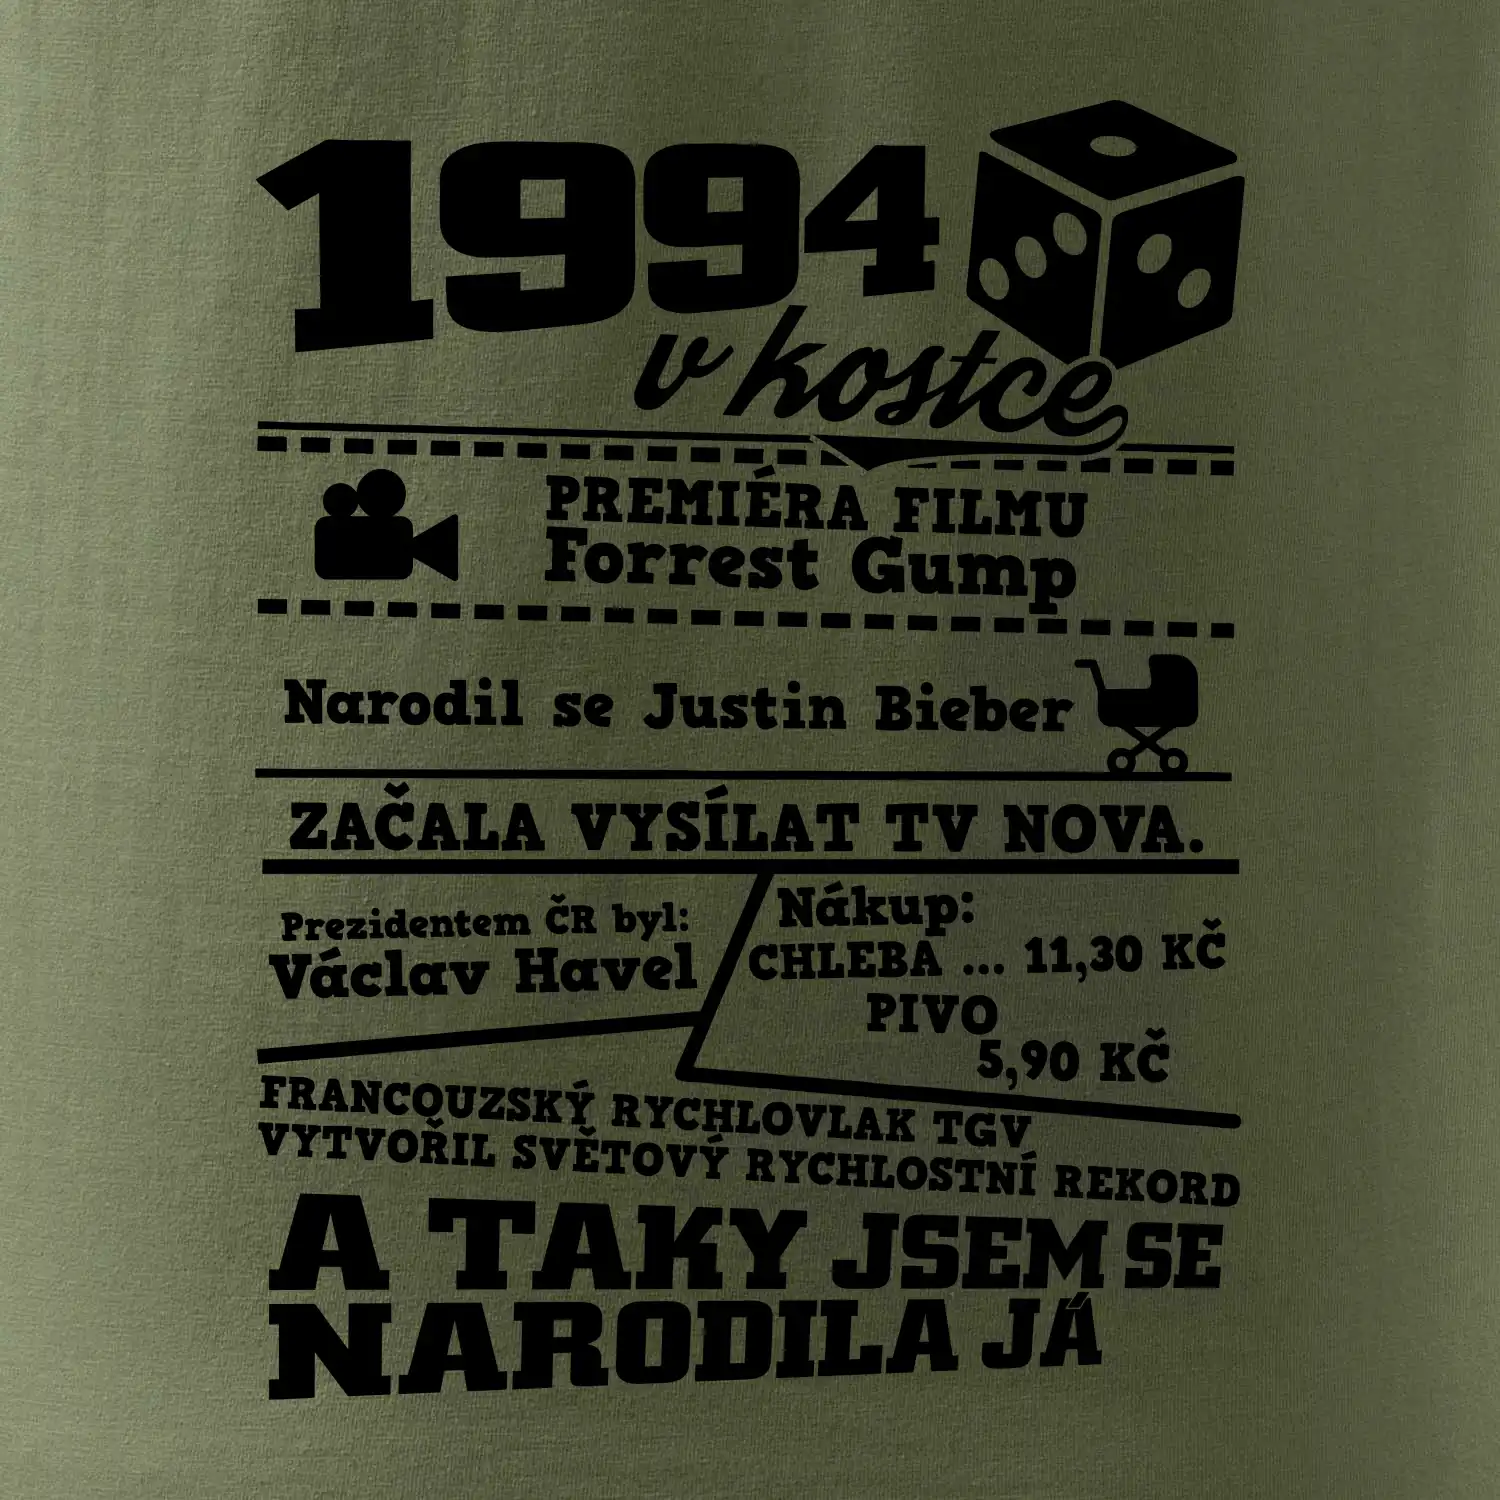 1994
v kostce
PREMIÉRA FILMU
Forrest Gump
Narodil se Justin Bieber
ZAČALA VYSÍLAT TV NOVA.
Prezidentem ČR byl:
Václav Havel
Nákup:
CHLEBA ... 11,30 KČ
PIVO
5,90 KČ
FRANCOUZSKÝ RYCHLOVLAK TGV
VYTVOŘIL SVĚTOVÝ RYCHLOSTNÍ REKORD
A TAKY JSEM SE
NARODILA JÁ